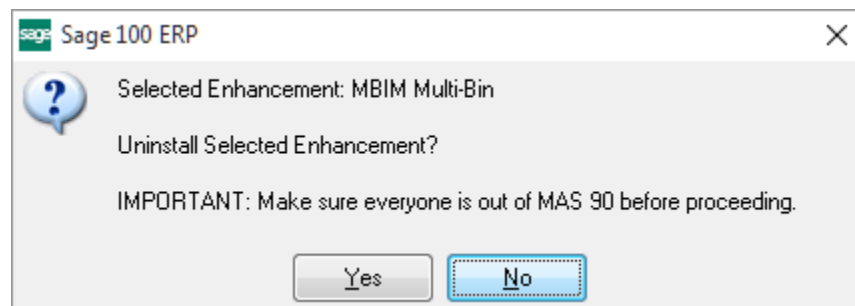 sage Sage 100 ERP
?
Selected Enhancement: MBIM Multi-Bin
Uninstall Selected Enhancement?
IMPORTANT: Make sure everyone is out of MAS 90 before proceeding.
Yes No